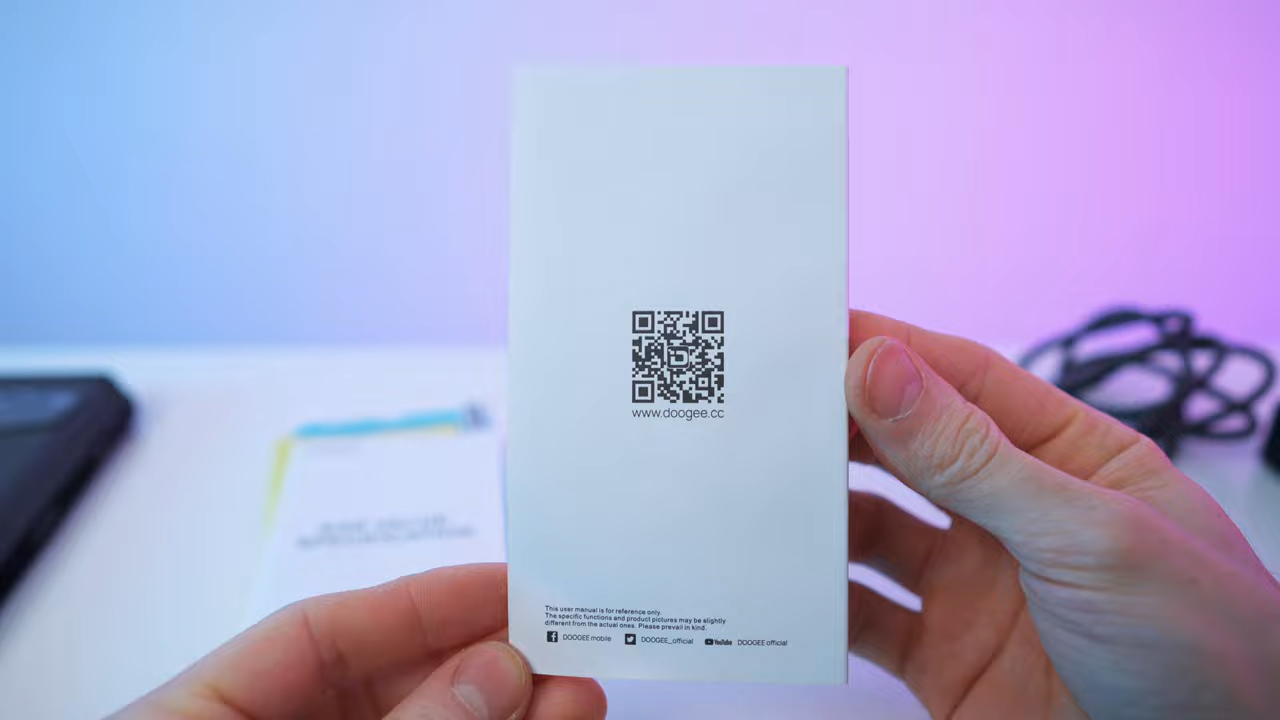 D
www.doogee.cc
This user manual is for reference only.
The specific functions and product pictures may be slightly
different from the actual ones. Please prevail in kind.
DOOGEE mobile DOOGEE_official YouTube DOOGEE official